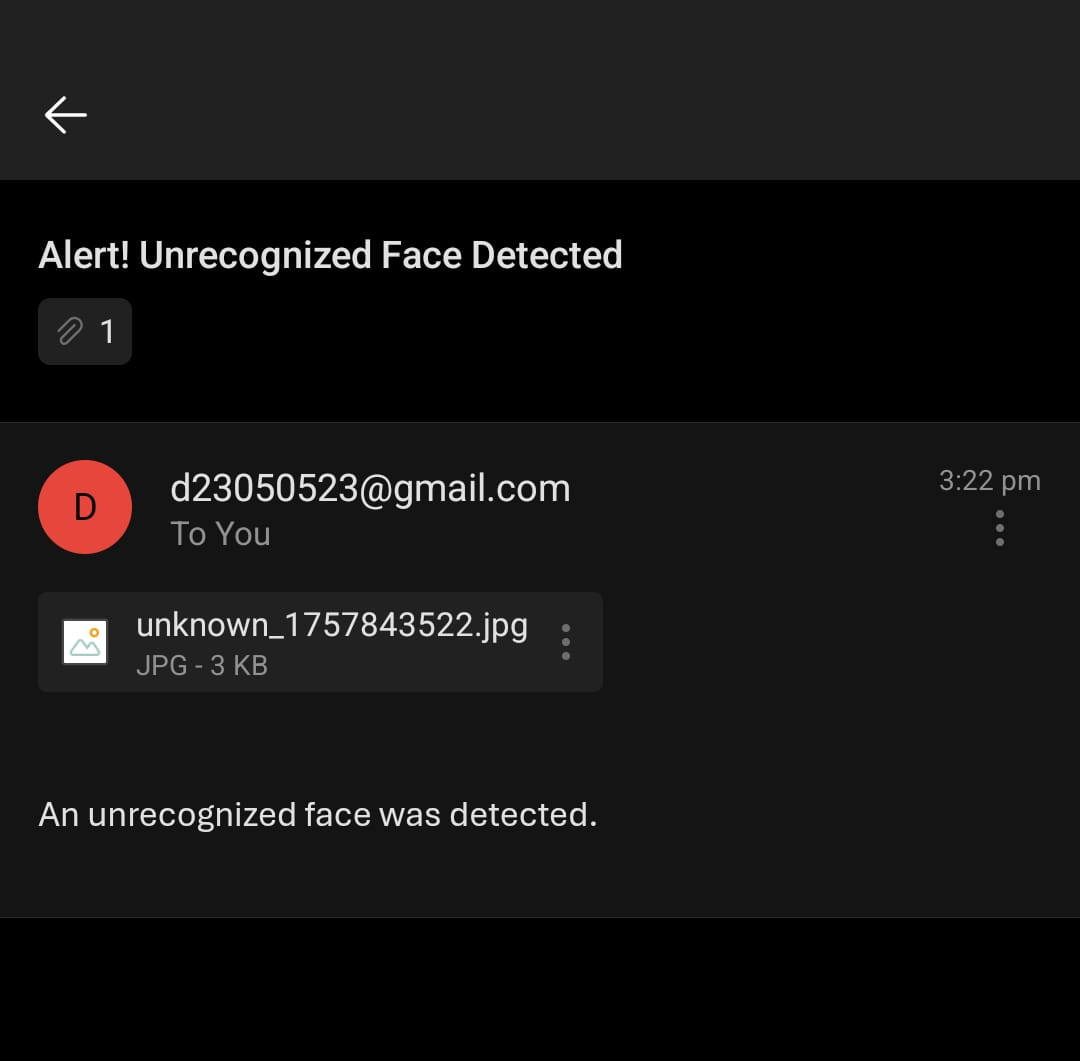 Alert! Unrecognized Face Detected
1
d23050523@gmail.com
3:22 pm
To You
D
unknown_1757843522.jpg
JPG - 3 KB
An unrecognized face was detected.